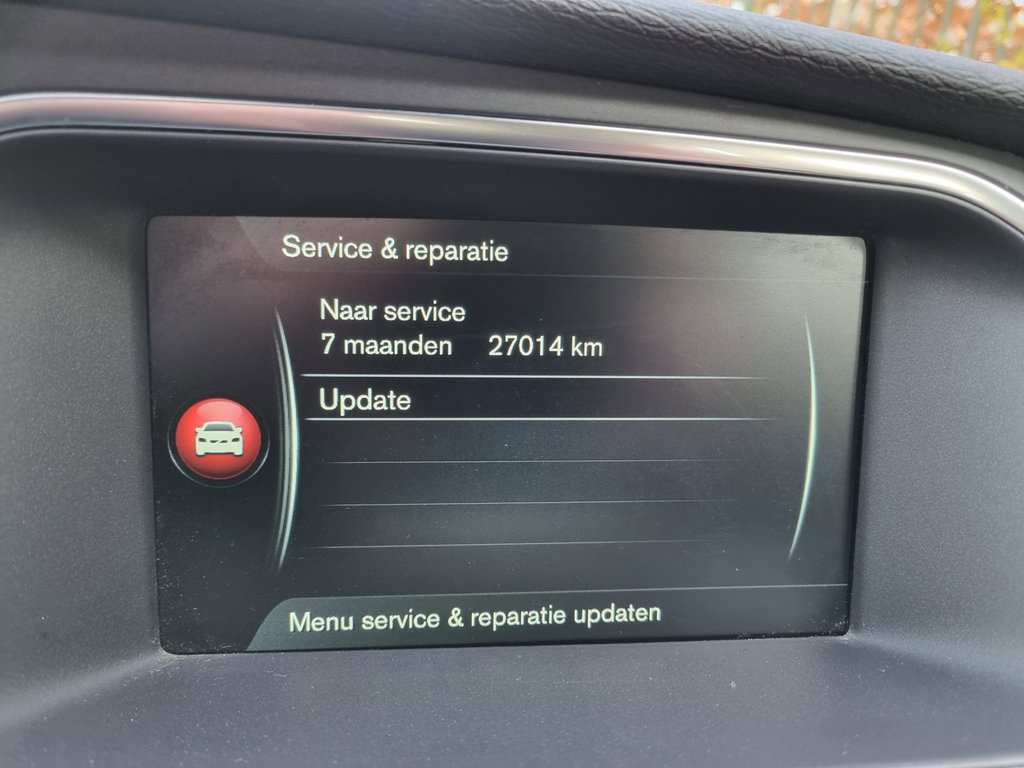 Service & reparatie
Naar service
7 maanden 27014 km
Update
Menu service & reparatie updaten